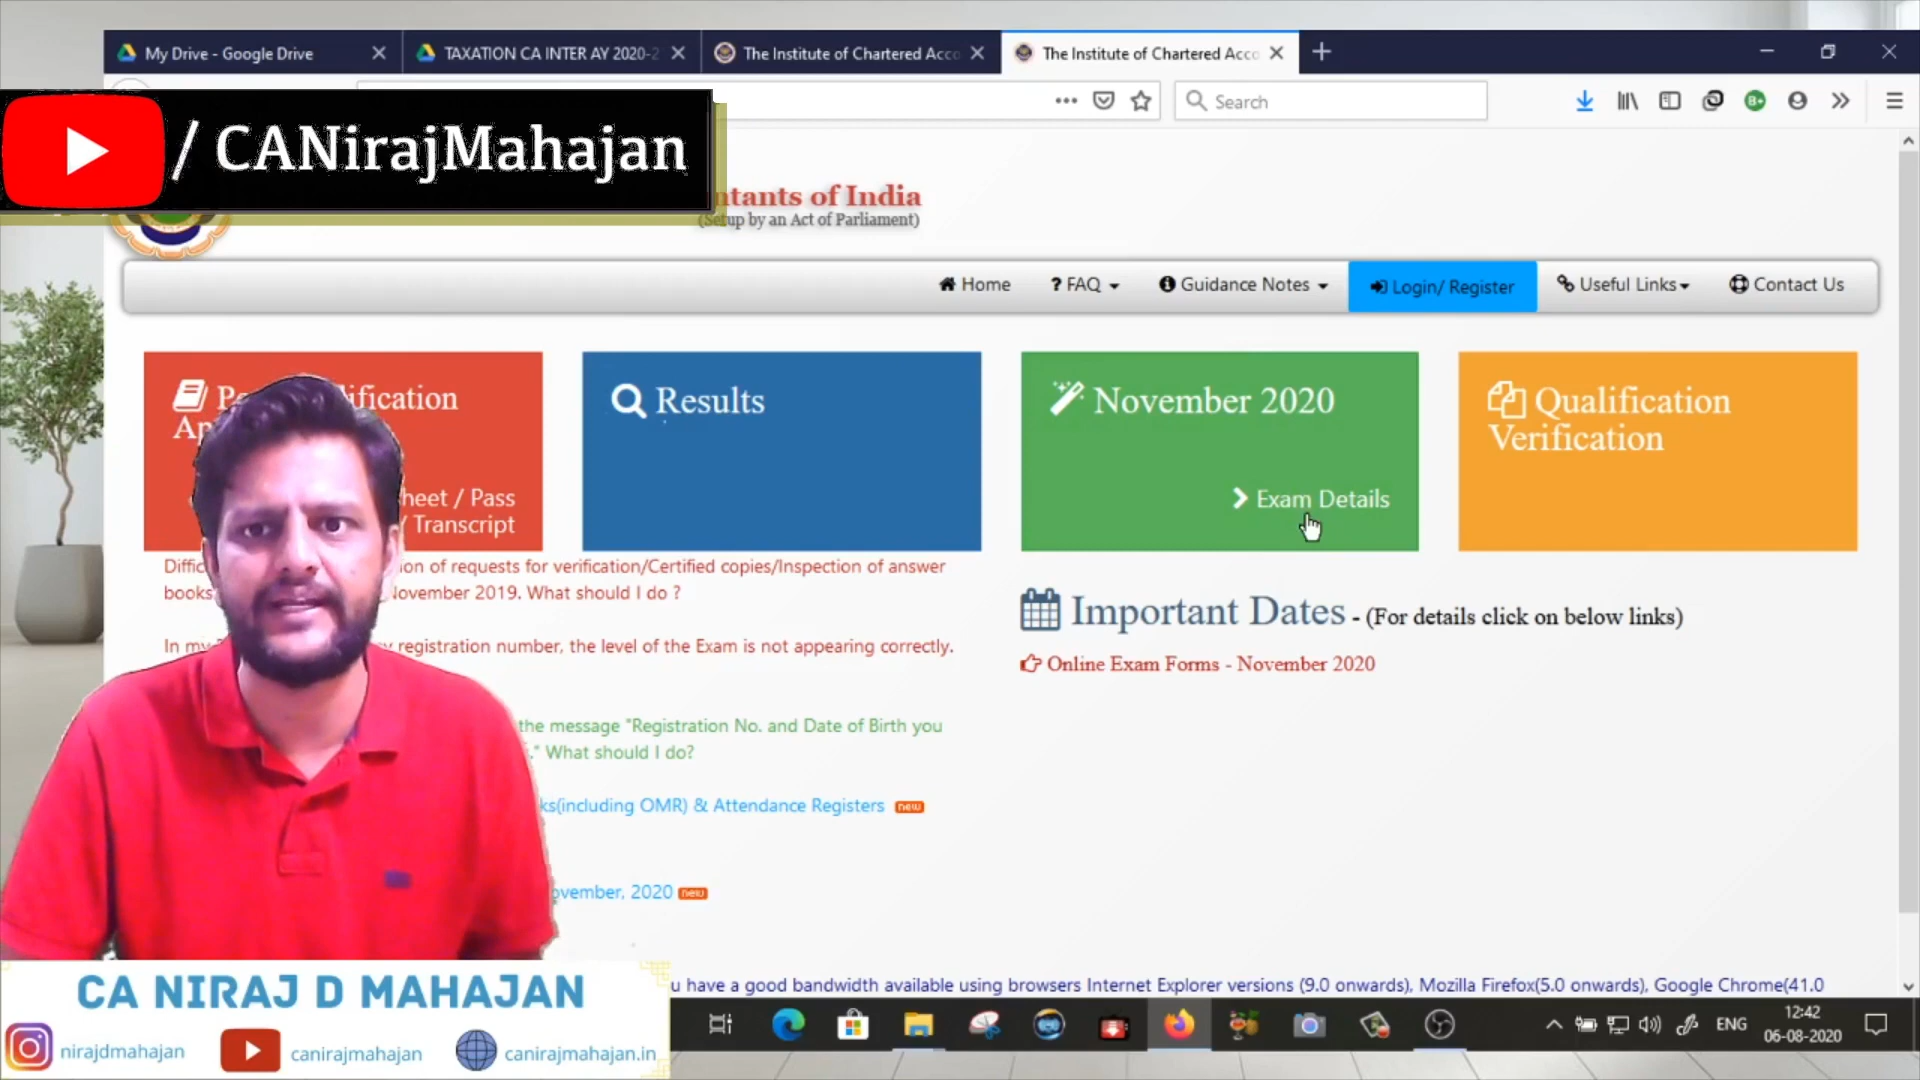 My Drive - Google Drive
TAXATION CA INTER AY 2020-2
The Institute of Chartered Acco
The Institute of Chartered Acco
Search
/ CANirajMahajan
ntants of India
(Setup by an Act of Parliament)
Home
? FAQ
Guidance Notes
Login/ Register
Useful Links
Contact Us
ification
heet / Pass
/ Transcript
Results
November 2020
Exam Details
Qualification
Verification
of requests for verification/Certified copies/Inspection of answer
books
November 2019. What should I do ?
In my
registration number, the level of the Exam is not appearing correctly.
the message "Registration No. and Date of Birth you
." What should I do?
ks(including OMR) & Attendance Registers new
ovember, 2020 new
Important Dates - (For details click on below links)
Online Exam Forms - November 2020
u have a good bandwidth available using browsers Internet Explorer versions (9.0 onwards), Mozilla Firefox(5.0 onwards), Google Chrome(41.0
CA NIRAJ D MAHAJAN
nirajdmahajan
canirajmahajan
canirajmahajan.in
ENG
12:42
06-08-2020